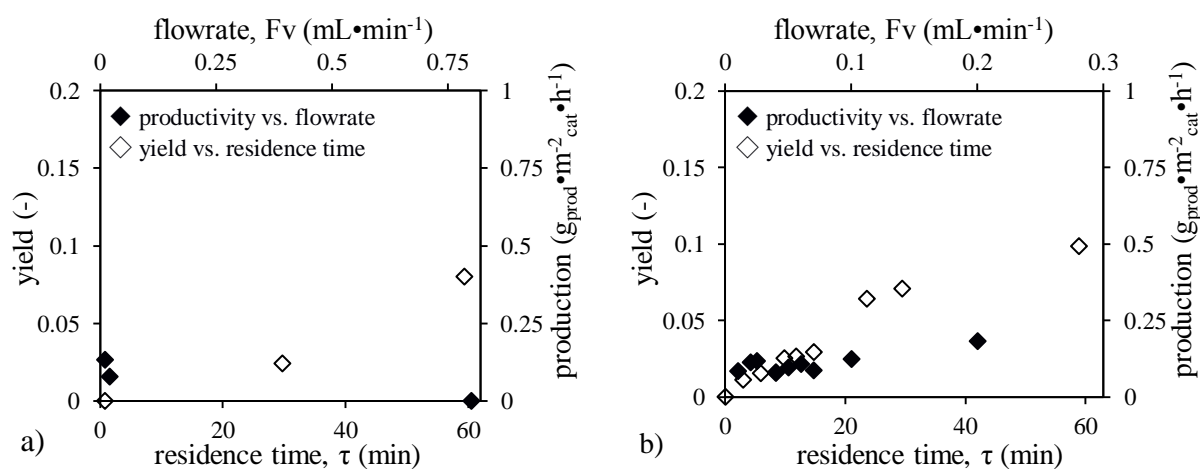 flowrate, Fv (mL•min⁻¹)
0 0.25 0.5 0.75
0.2 1
◆ productivity vs. flowrate
◇ yield vs. residence time
0.15 0.75
0.1 0.5
0.05 0.25
0 0
yield (-)
production (g_prod•m⁻²_cat•h⁻¹)
0 20 40 60
a) residence time, τ (min)
flowrate, Fv (mL•min⁻¹)
0 0.1 0.2 0.3
0.2 1
◆ productivity vs. flowrate
◇ yield vs. residence time
0.15 0.75
0.1 0.5
0.05 0.25
0 0
yield (-)
production (g_prod•m⁻²_cat•h⁻¹)
0 20 40 60
b) residence time, τ (min)